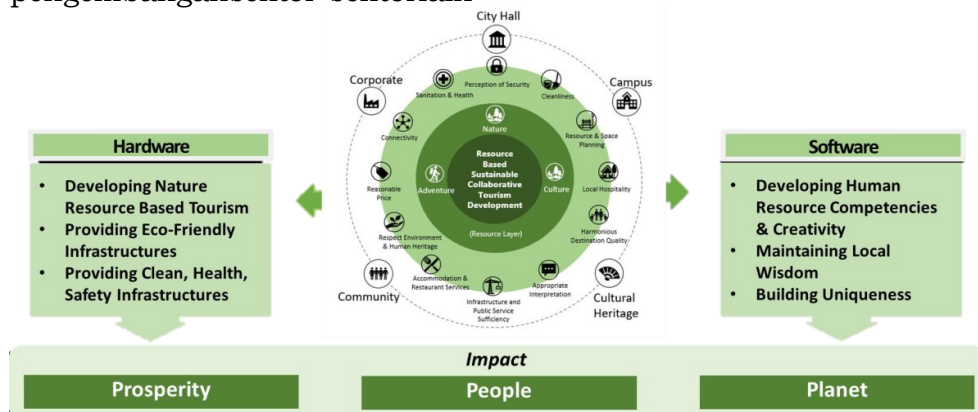 City Hall
Corporate
Campus
Perception of Security
Sanitation & Health
Cleanliness
Connectivity
Resource & Space
Planning
Nature
Reasonable
Price
Adventure
Resource
Based
Sustainable
Collaborative
Tourism
Development
Culture
Local Hospitality
(Resource Layer)
Respect Environment
& Human Heritage
Harmonious
Destination Quality
Accommodation &
Restaurant Services
Infrastructure and
Public Service
Sufficiency
Appropriate
Interpretation
Community
Cultural
Heritage
Hardware
• Developing Nature
Resource Based Tourism
• Providing Eco-Friendly
Infrastructures
• Providing Clean, Health,
Safety Infrastructures
Software
• Developing Human
Resource Competencies
& Creativity
• Maintaining Local
Wisdom
• Building Uniqueness
Impact
Prosperity
People
Planet